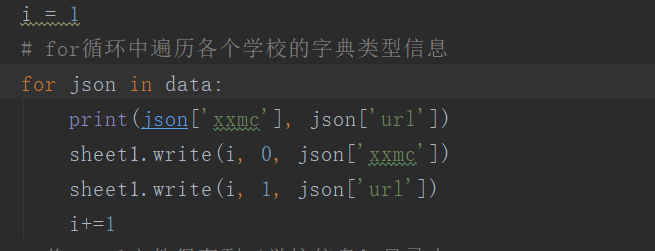 i = 1
# for循环中遍历各个学校的字典类型信息
for json in data:
    print(json['xxmc'], json['url'])
    sheet1.write(i, 0, json['xxmc'])
    sheet1.write(i, 1, json['url'])
    i+=1